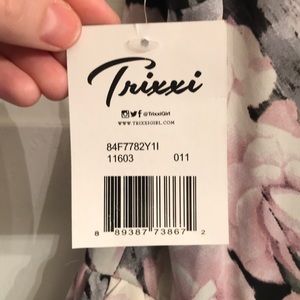 Trixxi
@TrixxiGirl
WWW.TRIXXIGIRL.COM
84F7782Y1I
11603 011
8 89387 73867 2